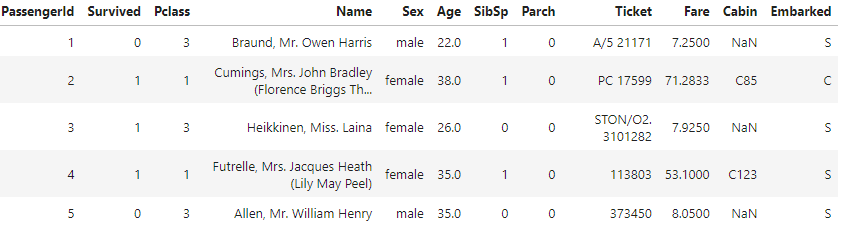 PassengerId Survived Pclass Name Sex Age SibSp Parch Ticket Fare Cabin Embarked
1 0 3 Braund, Mr. Owen Harris male 22.0 1 0 A/5 21171 7.2500 NaN S
2 1 1 Cumings, Mrs. John Bradley (Florence Briggs Th... female 38.0 1 0 PC 17599 71.2833 C85 C
3 1 3 Heikkinen, Miss. Laina female 26.0 0 0 STON/O2. 3101282 7.9250 NaN S
4 1 1 Futrelle, Mrs. Jacques Heath (Lily May Peel) female 35.0 1 0 113803 53.1000 C123 S
5 0 3 Allen, Mr. William Henry male 35.0 0 0 373450 8.0500 NaN S